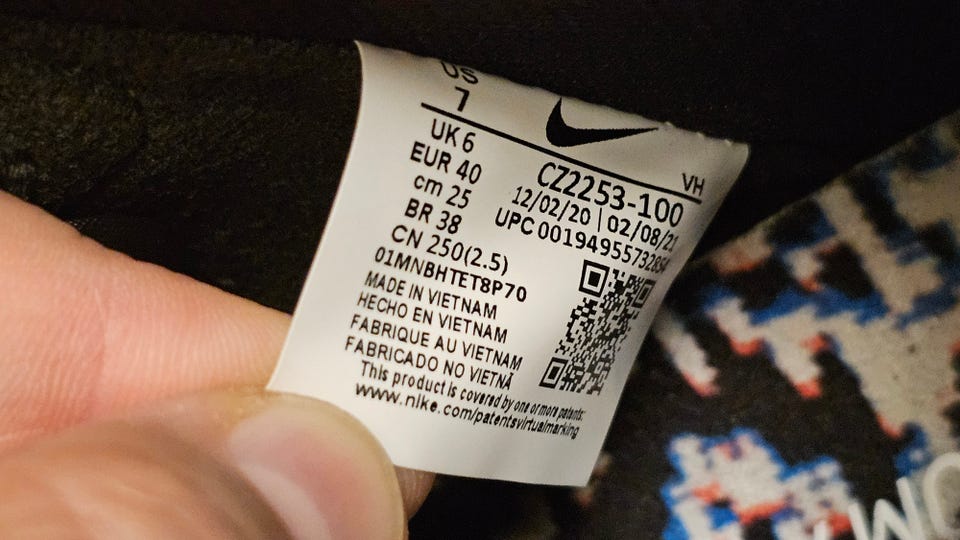 US
7
UK 6
EUR 40
cm 25
BR 38
CN 250(2.5)
01MNBHTET8P70
MADE IN VIETNAM
HECHO EN VIETNAM
FABRIQUE AU VIETNAM
FABRICADO NO VIETNÃ
This product is covered by one or more patents:
www.nike.com/patentsvirtualmarking
VH
CZ2253-100
12/02/20 | 02/08/21
UPC